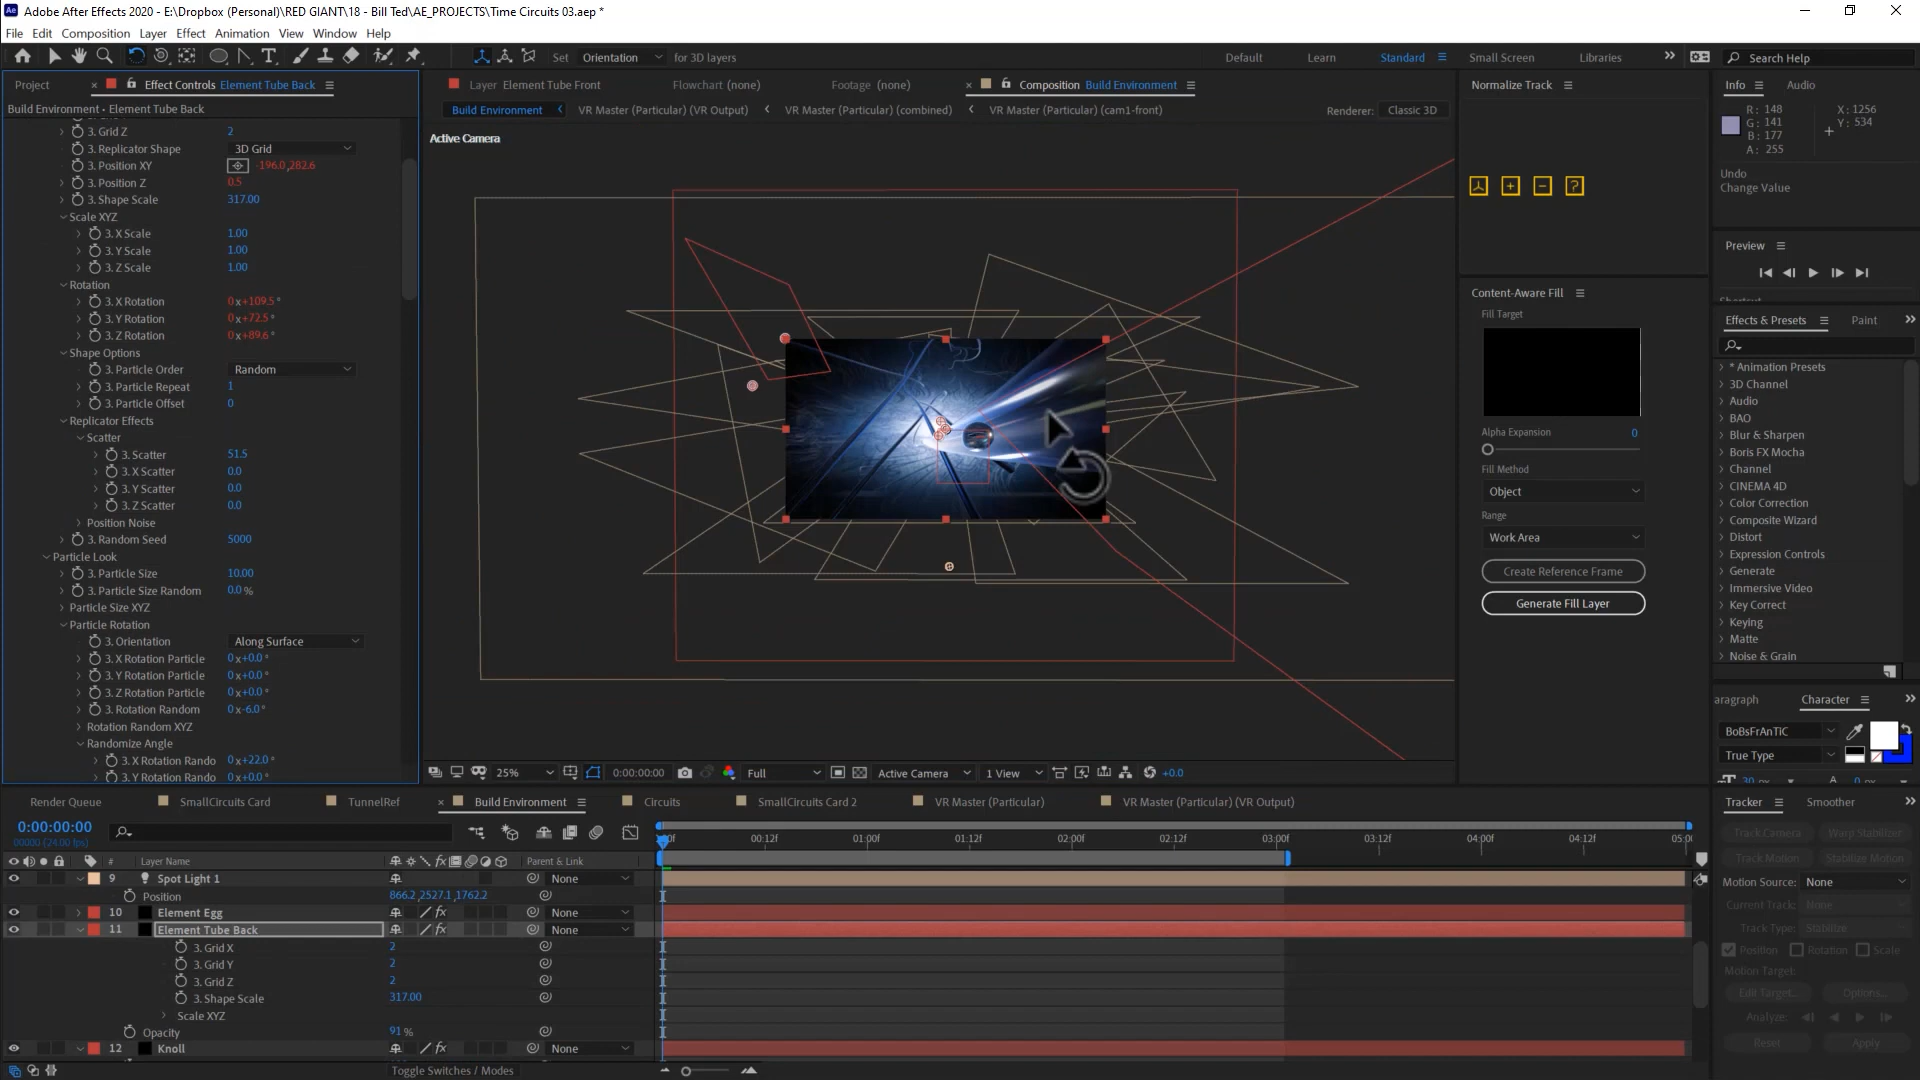 Adobe After Effects 2020 - E:\Dropbox (Personal)\RED GIANT\18 - Bill Ted\AE_PROJECTS\Time Circuits 03.aep *
File Edit Composition Layer Effect Animation View Window Help
Set Orientation for 3D layers
Default Learn Standard Small Screen Libraries
Search Help
Project
Effect Controls Element Tube Back
Build Environment • Element Tube Back
3. Grid Z 2
3. Replicator Shape 3D Grid
3. Position XY -196.0,282.6
3. Position Z 0.5
3. Shape Scale 317.00
Scale XYZ
3. X Scale 1.00
3. Y Scale 1.00
3. Z Scale 1.00
Rotation
3. X Rotation 0x+109.5°
3. Y Rotation 0x+72.5°
3. Z Rotation 0x+89.6°
Shape Options
3. Particle Order Random
3. Particle Repeat 1
3. Particle Offset 0
Replicator Effects
Scatter
3. Scatter 51.5
3. X Scatter 0.0
3. Y Scatter 0.0
3. Z Scatter 0.0
Position Noise
3. Random Seed 5000
Particle Look
3. Particle Size 10.00
3. Particle Size Random 0.0 %
Particle Size XYZ
Particle Rotation
3. Orientation Along Surface
3. X Rotation Particle 0x+0.0°
3. Y Rotation Particle 0x+0.0°
3. Z Rotation Particle 0x+0.0°
3. Rotation Random 0x-6.0°
Rotation Random XYZ
Randomize Angle
3. X Rotation Rando 0x+22.0°
3. Y Rotation Rando 0x+0.0°
Layer Element Tube Front
Flowchart (none)
Footage (none)
Composition Build Environment
Build Environment VR Master (Particular) (VR Output) VR Master (Particular) (combined) VR Master (Particular) (cam1-front)
Renderer: Classic 3D
Active Camera
25% 0:00:00:00 Full Active Camera 1 View +0.0
Normalize Track
Content-Aware Fill
Fill Target
Alpha Expansion 0
Fill Method
Object
Range
Work Area
Create Reference Frame
Generate Fill Layer
Info Audio
R: 148
G: 141
B: 177
A: 255
X: 1256
Y: 534
Undo
Change Value
Preview
Effects & Presets Paint
* Animation Presets
3D Channel
Audio
BAO
Blur & Sharpen
Boris FX Mocha
Channel
CINEMA 4D
Color Correction
Composite Wizard
Distort
Expression Controls
Generate
Immersive Video
Key Correct
Keying
Matte
Noise & Grain
aragraph Character
BoBsFrAnTiC
True Type
30 px 0 px
Render Queue SmallCircuits Card TunnelRef Build Environment Circuits SmallCircuits Card 2 VR Master (Particular) VR Master (Particular) (VR Output)
0:00:00:00
00000 (24.00 fps)
00:12f 01:00f 01:12f 02:00f 02:12f 03:00f 03:12f 04:00f 04:12f 05:0
# Layer Name Parent & Link
9 Spot Light 1 None
Position 866.2,2527.1,1762.2
10 Element Egg None
11 Element Tube Back None
3. Grid X 2
3. Grid Y 2
3. Grid Z 2
3. Shape Scale 317.00
Scale XYZ
Opacity 91 %
12 Knoll None
Toggle Switches / Modes
Tracker Smoother
Track Camera Warp Stabilizer
Track Motion Stabilize Motion
Motion Source: None
Current Track: None
Track Type: Stabilize
Position Rotation Scale
Motion Target:
Edit Target... Options...
Analyze:
Reset Apply